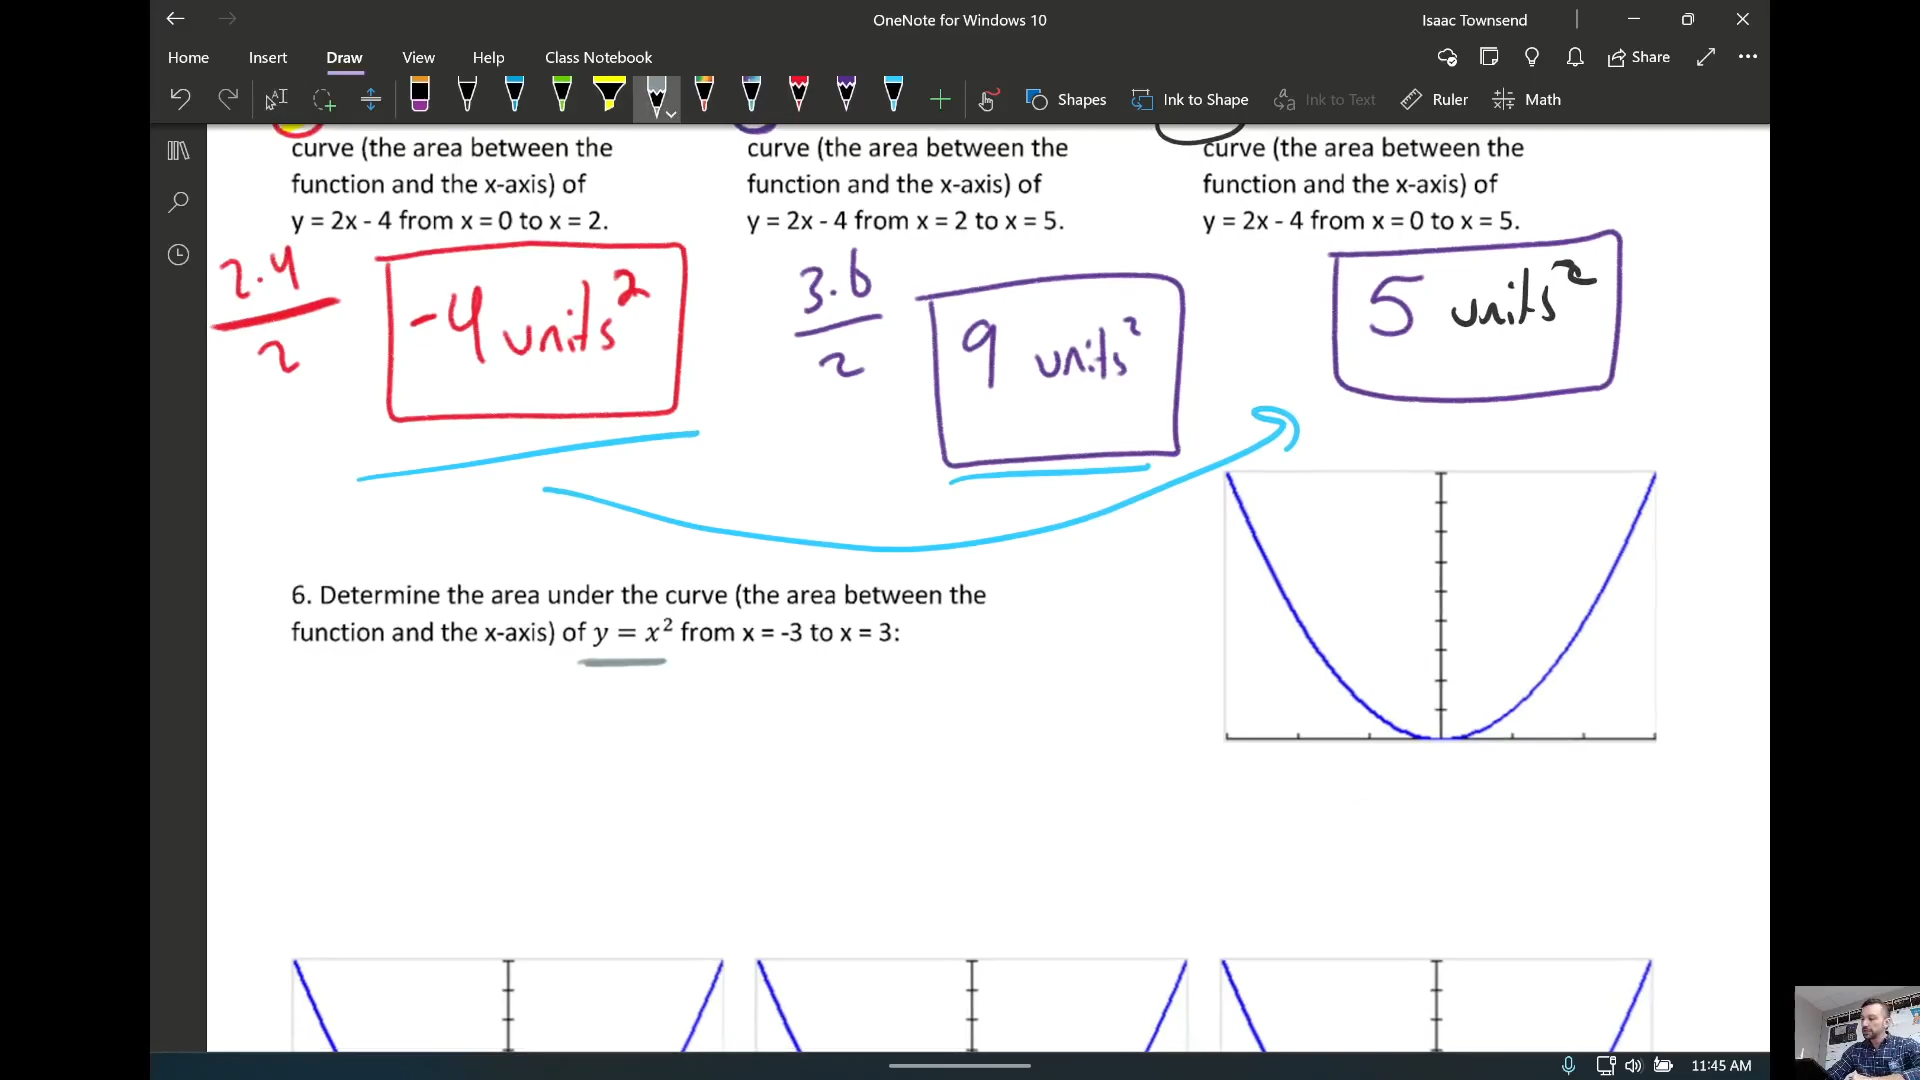 OneNote for Windows 10
Isaac Townsend
Home Insert Draw View Help Class Notebook
Share
Shapes Ink to Shape Ink to Text Ruler Math
curve (the area between the
function and the x-axis) of
y = 2x - 4 from x = 0 to x = 2.
curve (the area between the
function and the x-axis) of
y = 2x - 4 from x = 2 to x = 5.
curve (the area between the
function and the x-axis) of
y = 2x - 4 from x = 0 to x = 5.
2·4
2
-4 units²
3·6
2
9 units²
5 units²
6. Determine the area under the curve (the area between the
function and the x-axis) of y = x² from x = -3 to x = 3:
11:45 AM